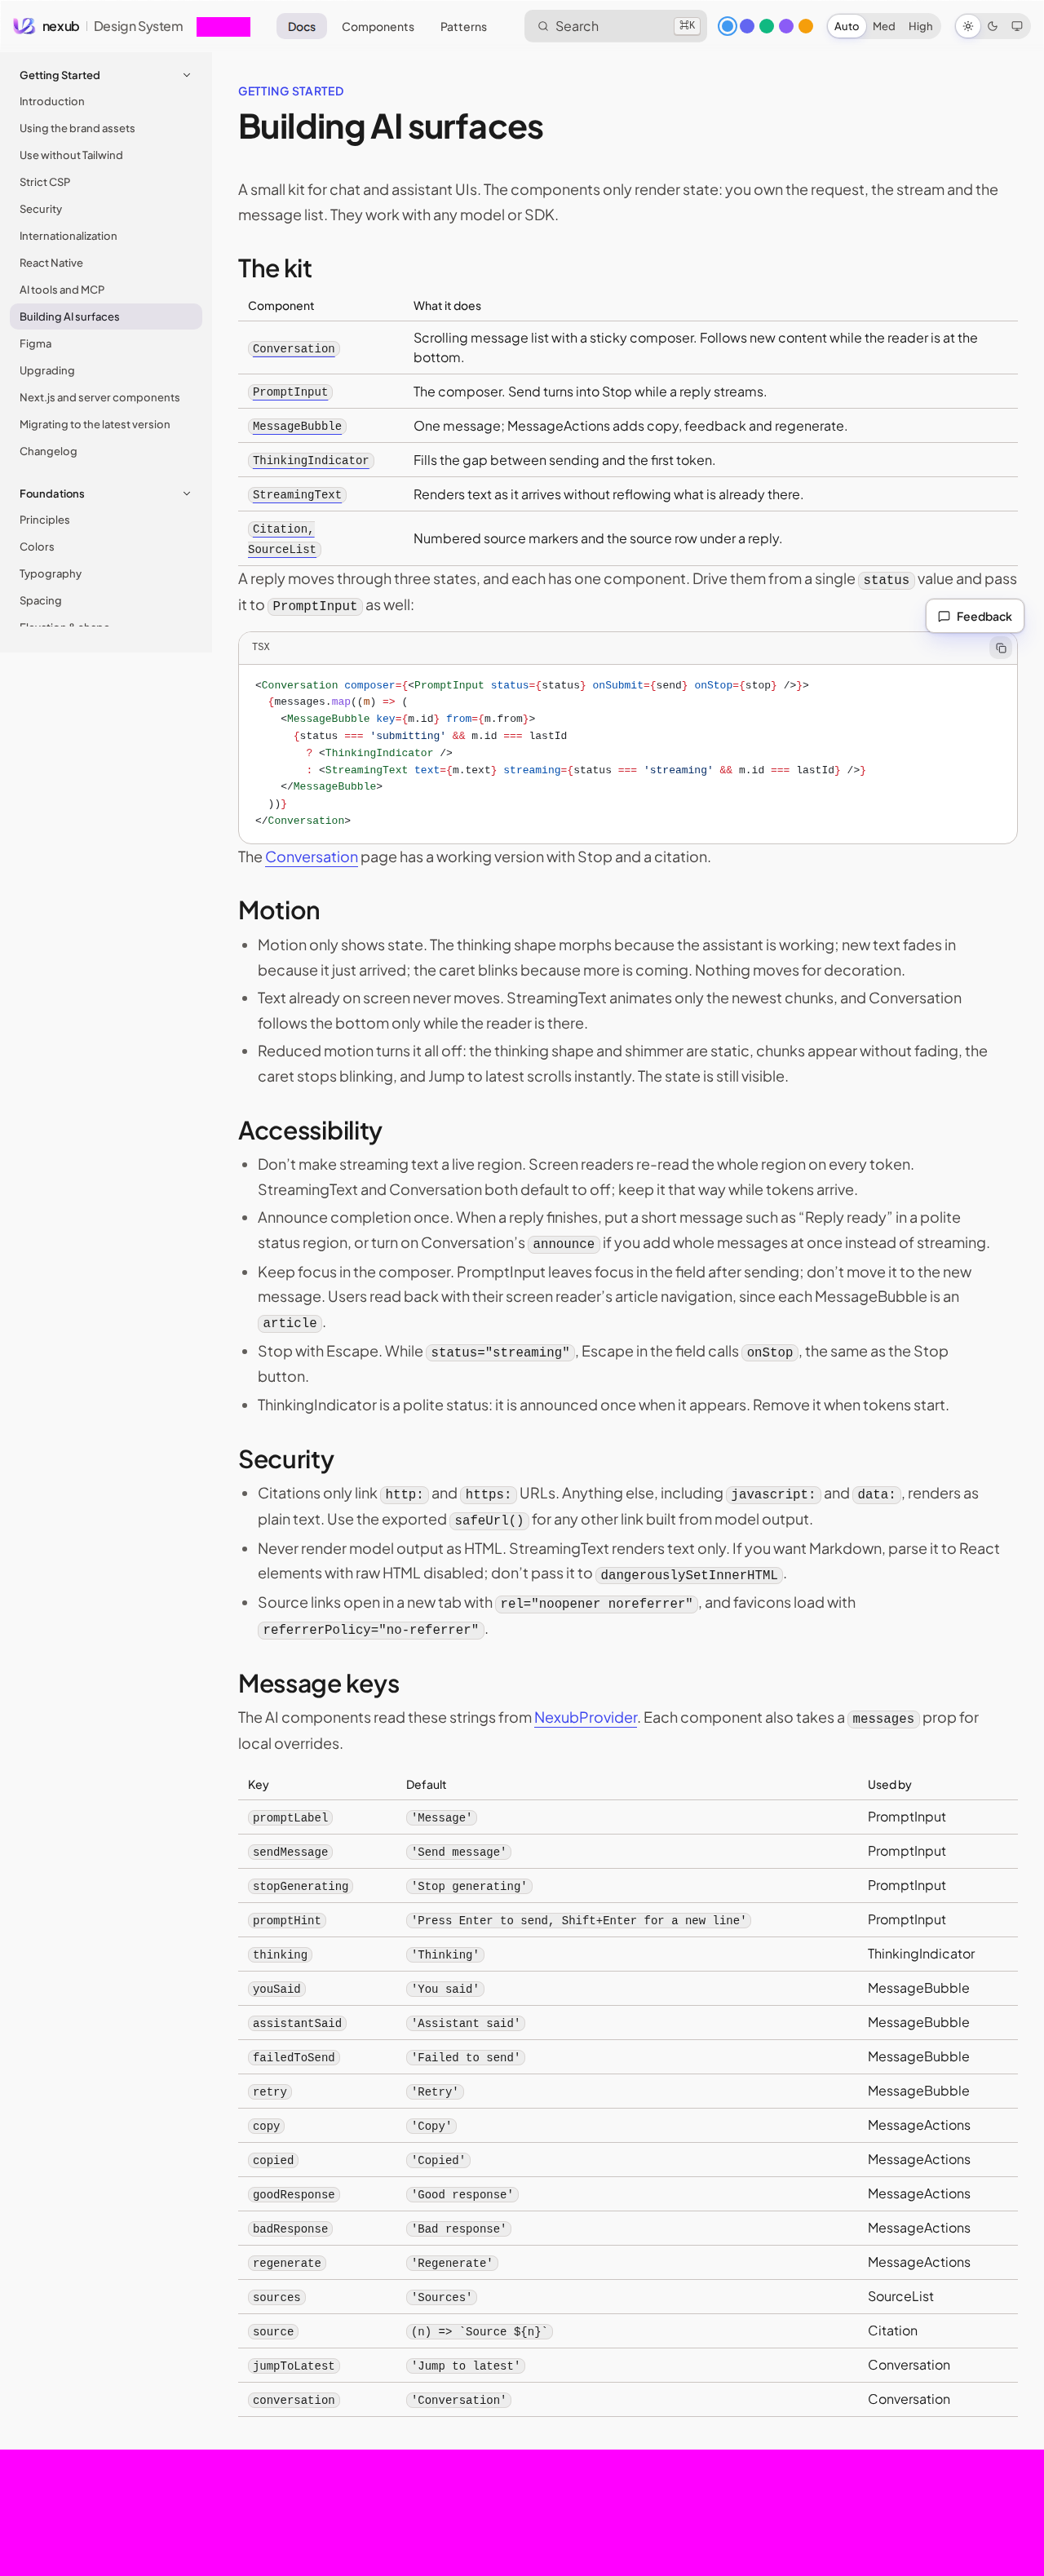 nexub Design System Docs Components Patterns Search ⌘K Auto Med High
Getting Started
Introduction
Using the brand assets
Use without Tailwind
Strict CSP
Security
Internationalization
React Native
AI tools and MCP
Building AI surfaces
Figma
Upgrading
Next.js and server components
Migrating to the latest version
Changelog
Foundations
Principles
Colors
Typography
Spacing
GETTING STARTED
Building AI surfaces
A small kit for chat and assistant UIs. The components only render state: you own the request, the stream and the
message list. They work with any model or SDK.
The kit
Component What it does
Conversation Scrolling message list with a sticky composer. Follows new content while the reader is at the
bottom.
PromptInput The composer. Send turns into Stop while a reply streams.
MessageBubble One message; MessageActions adds copy, feedback and regenerate.
ThinkingIndicator Fills the gap between sending and the first token.
StreamingText Renders text as it arrives without reflowing what is already there.
Citation,
SourceList Numbered source markers and the source row under a reply.
A reply moves through three states, and each has one component. Drive them from a single status value and pass
it to PromptInput as well:
Feedback
TSX
<Conversation composer={<PromptInput status={status} onSubmit={send} onStop={stop} />}>
{messages.map((m) => (
<MessageBubble key={m.id} from={m.from}>
{status === 'submitting' && m.id === lastId
? <ThinkingIndicator />
: <StreamingText text={m.text} streaming={status === 'streaming' && m.id === lastId} />}
</MessageBubble>
))}
</Conversation>
The Conversation page has a working version with Stop and a citation.
Motion
• Motion only shows state. The thinking shape morphs because the assistant is working; new text fades in
because it just arrived; the caret blinks because more is coming. Nothing moves for decoration.
• Text already on screen never moves. StreamingText animates only the newest chunks, and Conversation
follows the bottom only while the reader is there.
• Reduced motion turns it all off: the thinking shape and shimmer are static, chunks appear without fading, the
caret stops blinking, and Jump to latest scrolls instantly. The state is still visible.
Accessibility
• Don’t make streaming text a live region. Screen readers re-read the whole region on every token.
StreamingText and Conversation both default to off; keep it that way while tokens arrive.
• Announce completion once. When a reply finishes, put a short message such as “Reply ready” in a polite
status region, or turn on Conversation’s announce if you add whole messages at once instead of streaming.
• Keep focus in the composer. PromptInput leaves focus in the field after sending; don’t move it to the new
message. Users read back with their screen reader’s article navigation, since each MessageBubble is an
article.
• Stop with Escape. While status="streaming", Escape in the field calls onStop, the same as the Stop
button.
• ThinkingIndicator is a polite status: it is announced once when it appears. Remove it when tokens start.
Security
• Citations only link http: and https: URLs. Anything else, including javascript: and data:, renders as
plain text. Use the exported safeUrl() for any other link built from model output.
• Never render model output as HTML. StreamingText renders text only. If you want Markdown, parse it to React
elements with raw HTML disabled; don’t pass it to dangerouslySetInnerHTML.
• Source links open in a new tab with rel="noopener noreferrer", and favicons load with
referrerPolicy="no-referrer".
Message keys
The AI components read these strings from NexubProvider. Each component also takes a messages prop for
local overrides.
Key Default Used by
promptLabel 'Message' PromptInput
sendMessage 'Send message' PromptInput
stopGenerating 'Stop generating' PromptInput
promptHint 'Press Enter to send, Shift+Enter for a new line' PromptInput
thinking 'Thinking' ThinkingIndicator
youSaid 'You said' MessageBubble
assistantSaid 'Assistant said' MessageBubble
failedToSend 'Failed to send' MessageBubble
retry 'Retry' MessageBubble
copy 'Copy' MessageActions
copied 'Copied' MessageActions
goodResponse 'Good response' MessageActions
badResponse 'Bad response' MessageActions
regenerate 'Regenerate' MessageActions
sources 'Sources' SourceList
source (n) => `Source ${n}` Citation
jumpToLatest 'Jump to latest' Conversation
conversation 'Conversation' Conversation